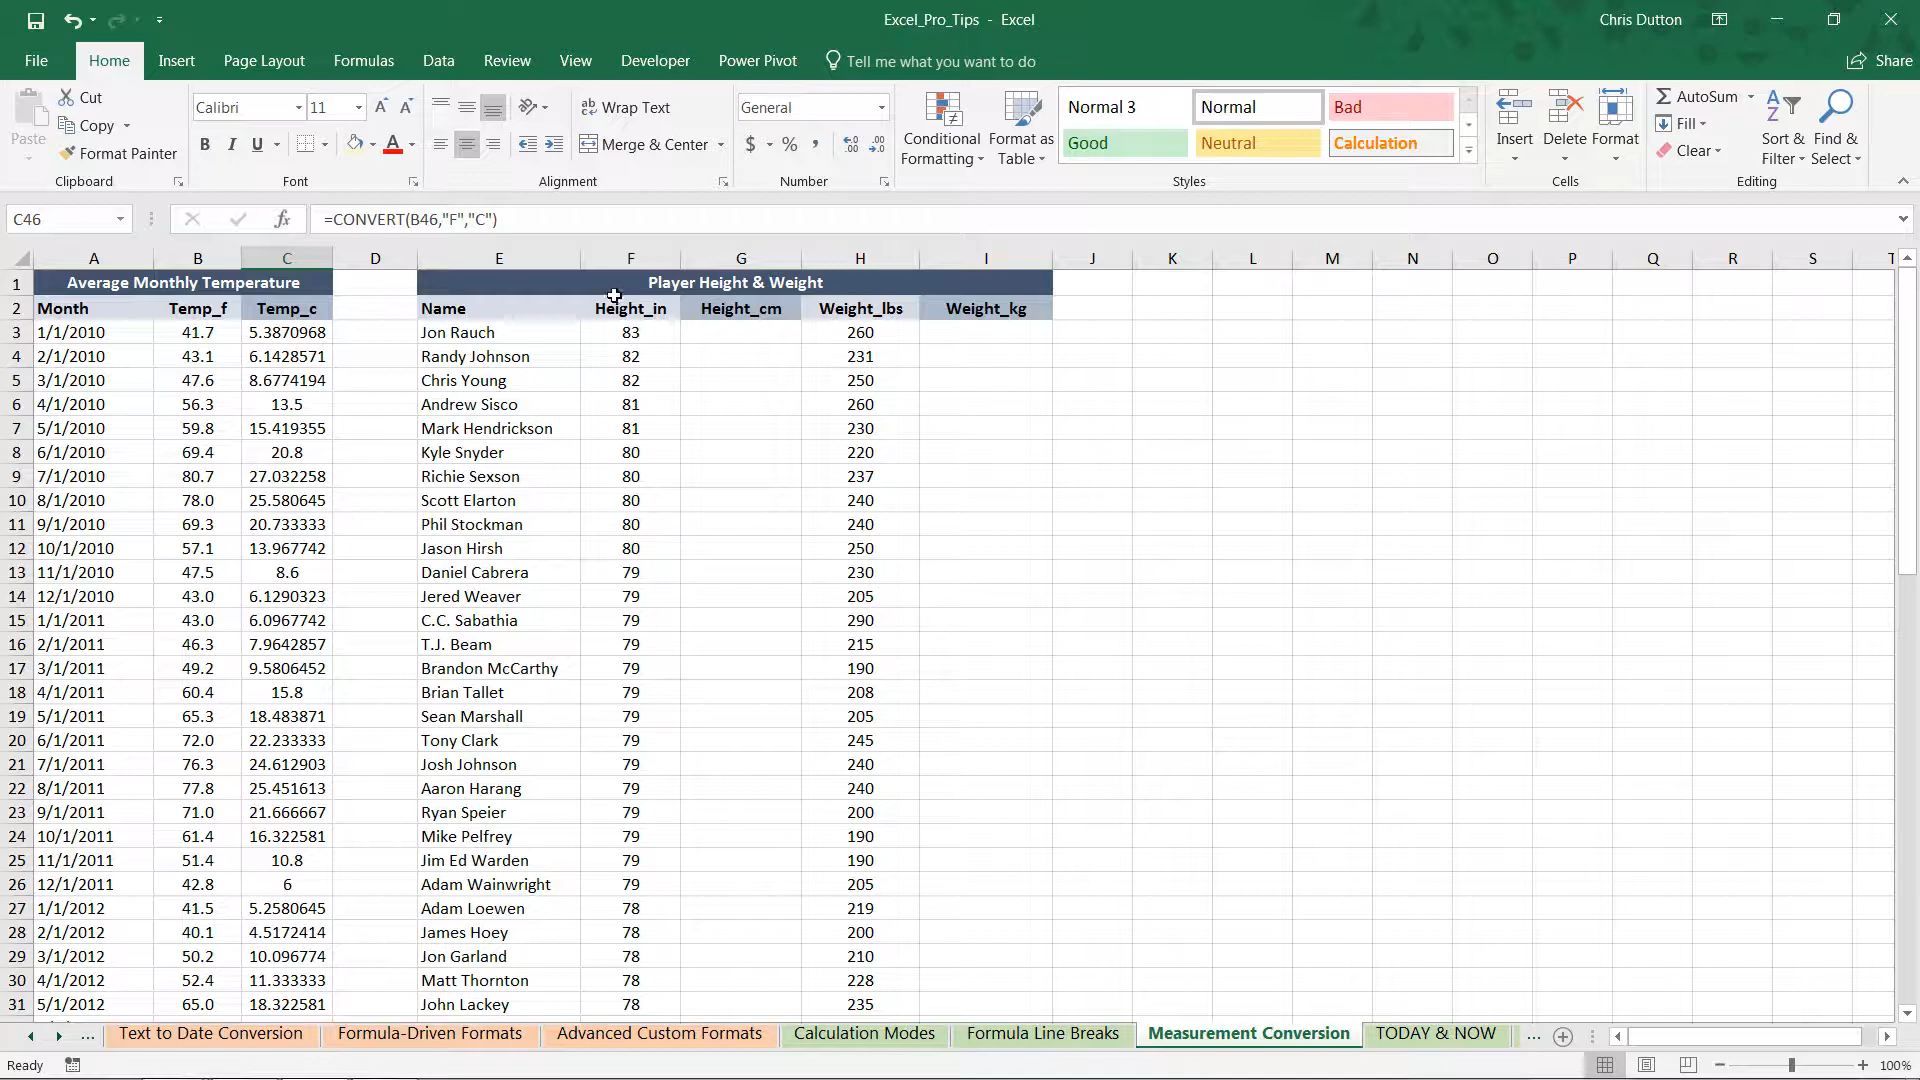 Excel_Pro_Tips - Excel
Chris Dutton
File Home Insert Page Layout Formulas Data Review View Developer Power Pivot Tell me what you want to do Share
Paste
Cut
Copy
Format Painter
Clipboard
Calibri 11
B I U A
Font
Wrap Text
Merge & Center
Alignment
General
$ % ,
Number
Conditional Formatting
Format as Table
Normal 3 Normal Bad
Good Neutral Calculation
Styles
Insert Delete Format
Cells
AutoSum
Fill
Clear
Sort & Filter
Find & Select
Editing
C46 fx =CONVERT(B46,"F","C")
A B C D E F G H I J K L M N O P Q R S T
1 Average Monthly Temperature Player Height & Weight
2 Month Temp_f Temp_c Name Height_in Height_cm Weight_lbs Weight_kg
3 1/1/2010 41.7 5.3870968 Jon Rauch 83 260
4 2/1/2010 43.1 6.1428571 Randy Johnson 82 231
5 3/1/2010 47.6 8.6774194 Chris Young 82 250
6 4/1/2010 56.3 13.5 Andrew Sisco 81 260
7 5/1/2010 59.8 15.419355 Mark Hendrickson 81 230
8 6/1/2010 69.4 20.8 Kyle Snyder 80 220
9 7/1/2010 80.7 27.032258 Richie Sexson 80 237
10 8/1/2010 78.0 25.580645 Scott Elarton 80 240
11 9/1/2010 69.3 20.733333 Phil Stockman 80 240
12 10/1/2010 57.1 13.967742 Jason Hirsh 80 250
13 11/1/2010 47.5 8.6 Daniel Cabrera 79 230
14 12/1/2010 43.0 6.1290323 Jered Weaver 79 205
15 1/1/2011 43.0 6.0967742 C.C. Sabathia 79 290
16 2/1/2011 46.3 7.9642857 T.J. Beam 79 215
17 3/1/2011 49.2 9.5806452 Brandon McCarthy 79 190
18 4/1/2011 60.4 15.8 Brian Tallet 79 208
19 5/1/2011 65.3 18.483871 Sean Marshall 79 205
20 6/1/2011 72.0 22.233333 Tony Clark 79 245
21 7/1/2011 76.3 24.612903 Josh Johnson 79 240
22 8/1/2011 77.8 25.451613 Aaron Harang 79 240
23 9/1/2011 71.0 21.666667 Ryan Speier 79 200
24 10/1/2011 61.4 16.322581 Mike Pelfrey 79 190
25 11/1/2011 51.4 10.8 Jim Ed Warden 79 190
26 12/1/2011 42.8 6 Adam Wainwright 79 205
27 1/1/2012 41.5 5.2580645 Adam Loewen 78 219
28 2/1/2012 40.1 4.5172414 James Hoey 78 200
29 3/1/2012 50.2 10.096774 Jon Garland 78 210
30 4/1/2012 52.4 11.333333 Matt Thornton 78 228
31 5/1/2012 65.0 18.322581 John Lackey 78 235
... Text to Date Conversion Formula-Driven Formats Advanced Custom Formats Calculation Modes Formula Line Breaks Measurement Conversion TODAY & NOW ...
Ready 100%